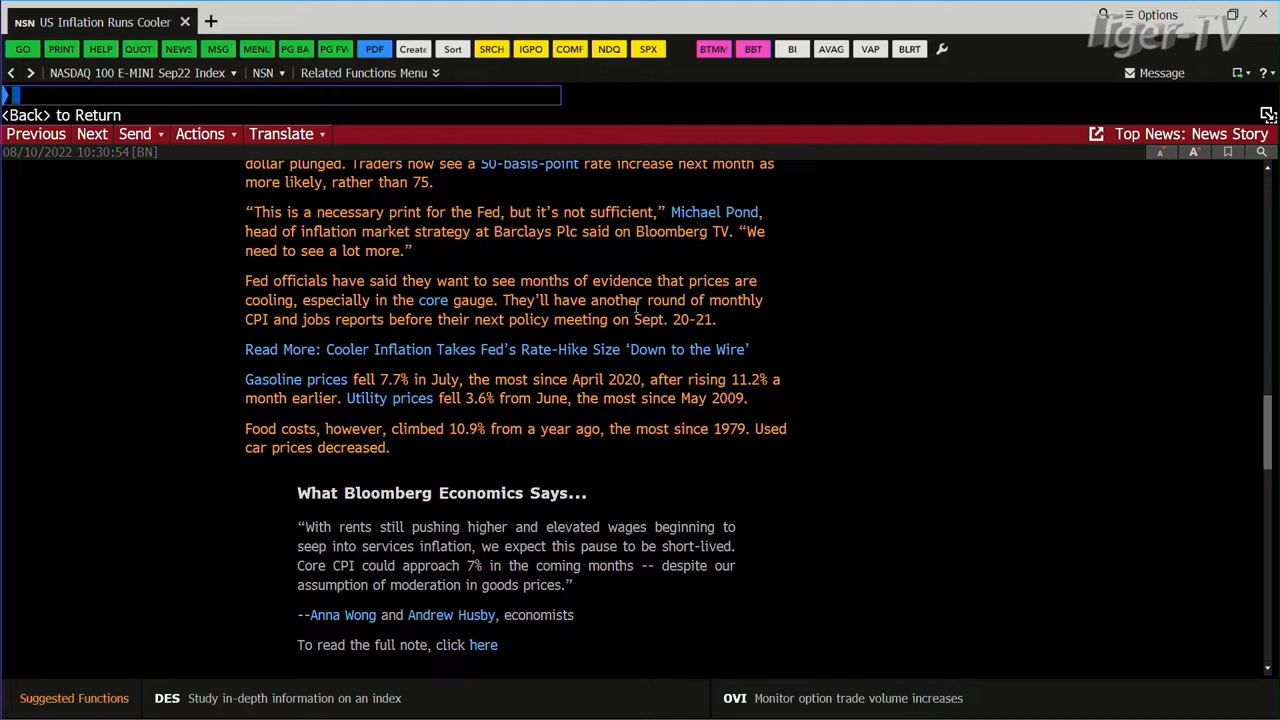 NSN US Inflation Runs Cooler
Options
Tiger-TV
GO PRINT HELP QUOT NEWS MSG MENU PG BA PG FW PDF Create Sort SRCH IGPO COMF NDQ SPX BTMM BBT BI AVAG VAP BLRT
NASDAQ 100 E-MINI Sep22 Index NSN Related Functions Menu Message
<Back> to Return
Previous Next Send Actions Translate Top News: News Story
08/10/2022 10:30:54 [BN]
dollar plunged. Traders now see a 50-basis-point rate increase next month as
more likely, rather than 75.
“This is a necessary print for the Fed, but it’s not sufficient,” Michael Pond,
head of inflation market strategy at Barclays Plc said on Bloomberg TV. “We
need to see a lot more.”
Fed officials have said they want to see months of evidence that prices are
cooling, especially in the core gauge. They’ll have another round of monthly
CPI and jobs reports before their next policy meeting on Sept. 20-21.
Read More: Cooler Inflation Takes Fed’s Rate-Hike Size ‘Down to the Wire’
Gasoline prices fell 7.7% in July, the most since April 2020, after rising 11.2% a
month earlier. Utility prices fell 3.6% from June, the most since May 2009.
Food costs, however, climbed 10.9% from a year ago, the most since 1979. Used
car prices decreased.
What Bloomberg Economics Says...
“With rents still pushing higher and elevated wages beginning to
seep into services inflation, we expect this pause to be short-lived.
Core CPI could approach 7% in the coming months -- despite our
assumption of moderation in goods prices.”
--Anna Wong and Andrew Husby, economists
To read the full note, click here
Suggested Functions DES Study in-depth information on an index OVI Monitor option trade volume increases